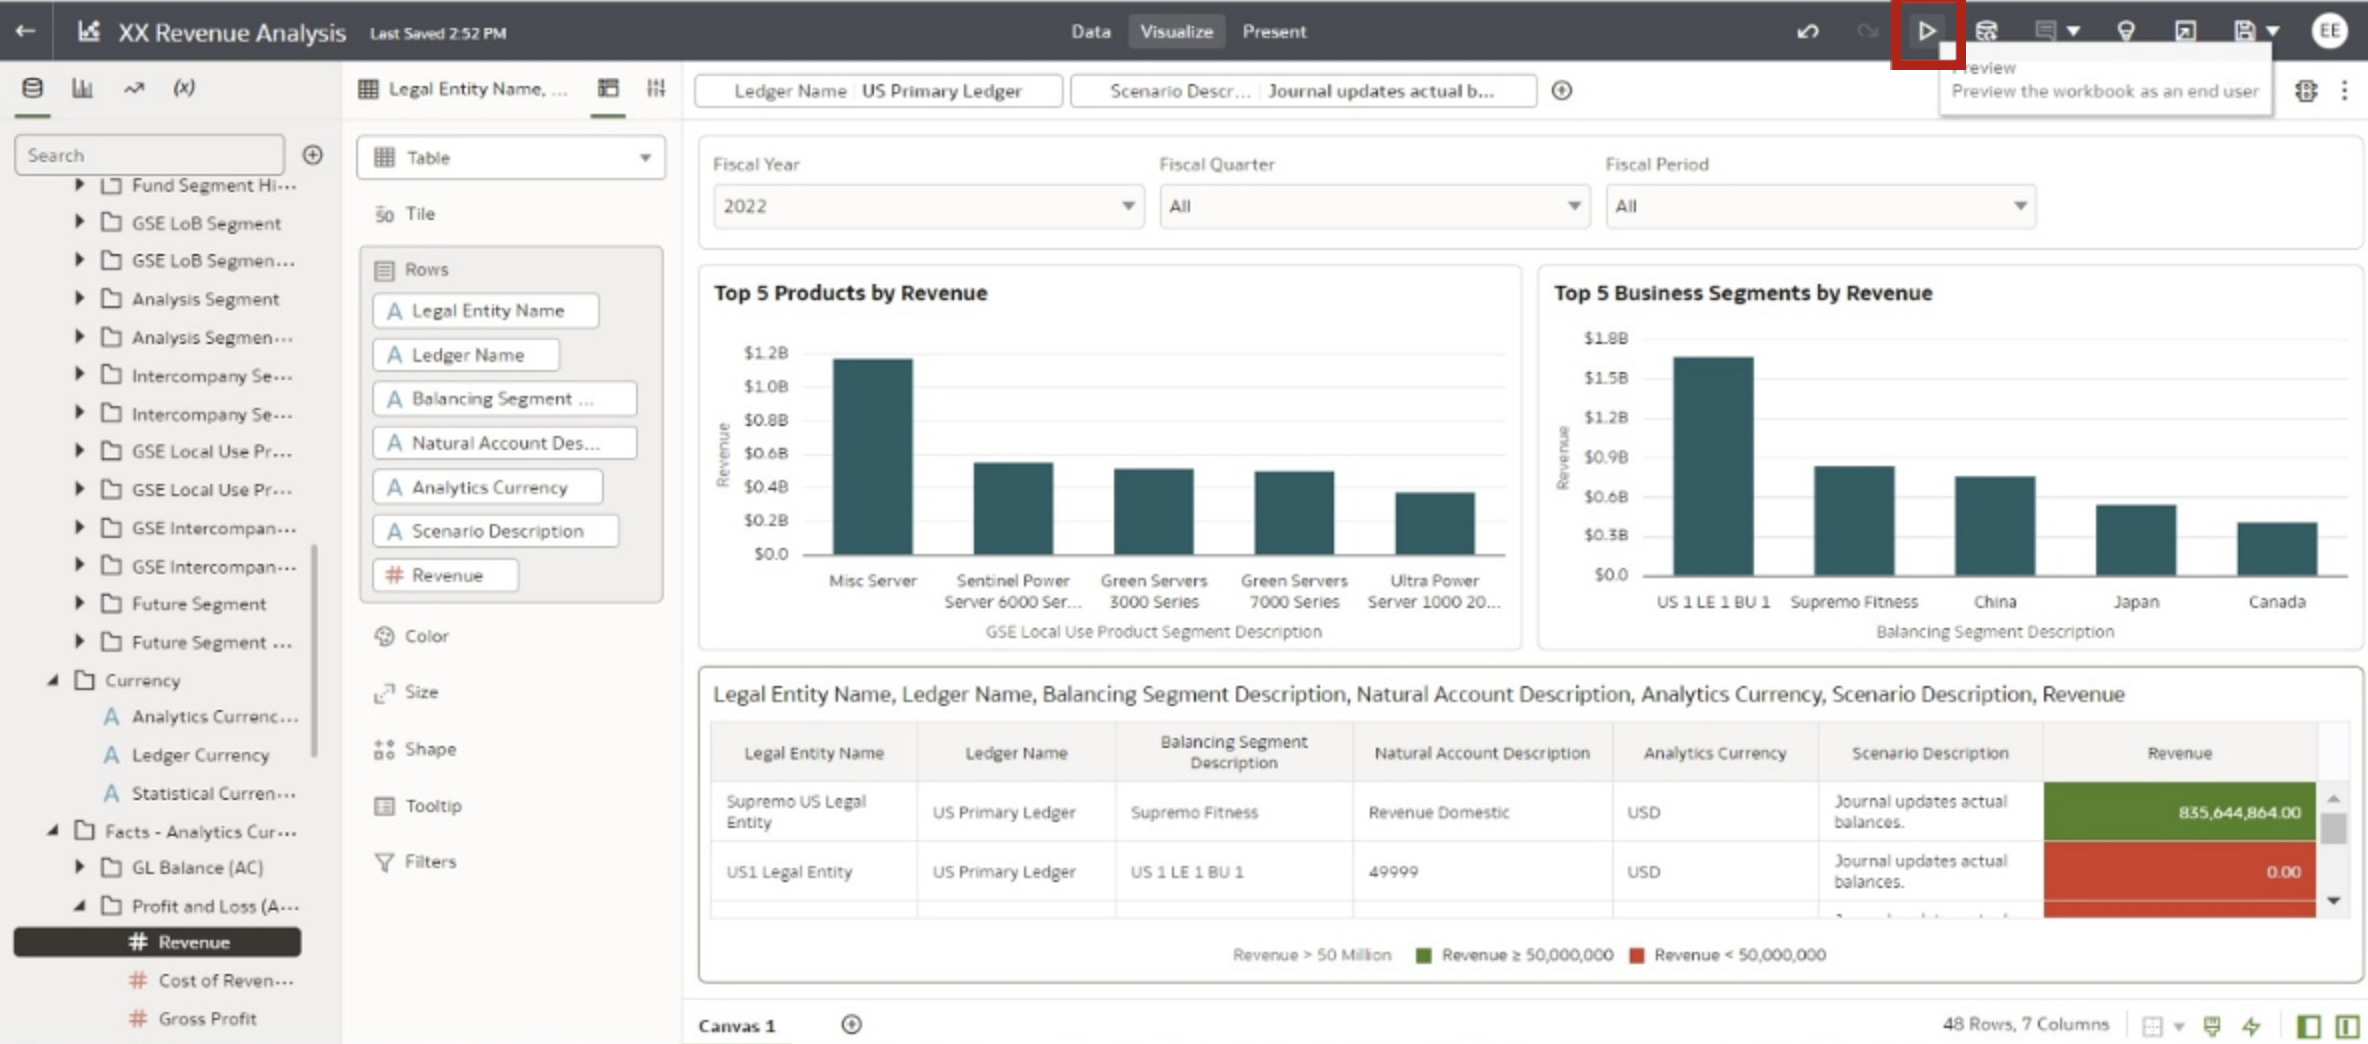 XX Revenue Analysis Last Saved 2:52 PM Data Visualize Present EE
Preview the workbook as an end user
(x) Legal Entity Name, ...
Ledger Name US Primary Ledger Scenario Descr... Journal updates actual b...
Search
Fund Segment Hi...
GSE LoB Segment
GSE LoB Segmen...
Analysis Segment
Analysis Segmen...
Intercompany Se...
Intercompany Se...
GSE Local Use Pr...
GSE Local Use Pr...
GSE Intercompan...
GSE Intercompan...
Future Segment
Future Segment ...
Currency
Analytics Currenc...
Ledger Currency
Statistical Curren...
Facts - Analytics Cur...
GL Balance (AC)
Profit and Loss (A...
# Revenue
# Cost of Reven...
# Gross Profit
Table
50 Tile
Rows
A Legal Entity Name
A Ledger Name
A Balancing Segment ...
A Natural Account Des...
A Analytics Currency
A Scenario Description
# Revenue
Color
Size
Shape
Tooltip
Filters
Fiscal Year Fiscal Quarter Fiscal Period
2022 All All
Top 5 Products by Revenue
Revenue
$1.2B
$1.0B
$0.8B
$0.6B
$0.4B
$0.2B
$0.0
Misc Server
Sentinel Power
Server 6000 Ser...
Green Servers
3000 Series
Green Servers
7000 Series
Ultra Power
Server 1000 20...
GSE Local Use Product Segment Description
Top 5 Business Segments by Revenue
Revenue
$1.8B
$1.5B
$1.2B
$0.9B
$0.6B
$0.3B
$0.0
US 1 LE 1 BU 1 Supremo Fitness China Japan Canada
Balancing Segment Description
Legal Entity Name, Ledger Name, Balancing Segment Description, Natural Account Description, Analytics Currency, Scenario Description, Revenue
Legal Entity Name
Ledger Name
Balancing Segment
Description
Natural Account Description
Analytics Currency
Scenario Description
Revenue
Supremo US Legal
Entity
US Primary Ledger
Supremo Fitness
Revenue Domestic
USD
Journal updates actual
balances.
835,644,864.00
US1 Legal Entity
US Primary Ledger
US 1 LE 1 BU 1
49999
USD
Journal updates actual
balances.
0.00
Revenue > 50 Million Revenue ≥ 50,000,000 Revenue < 50,000,000
Canvas 1
48 Rows, 7 Columns